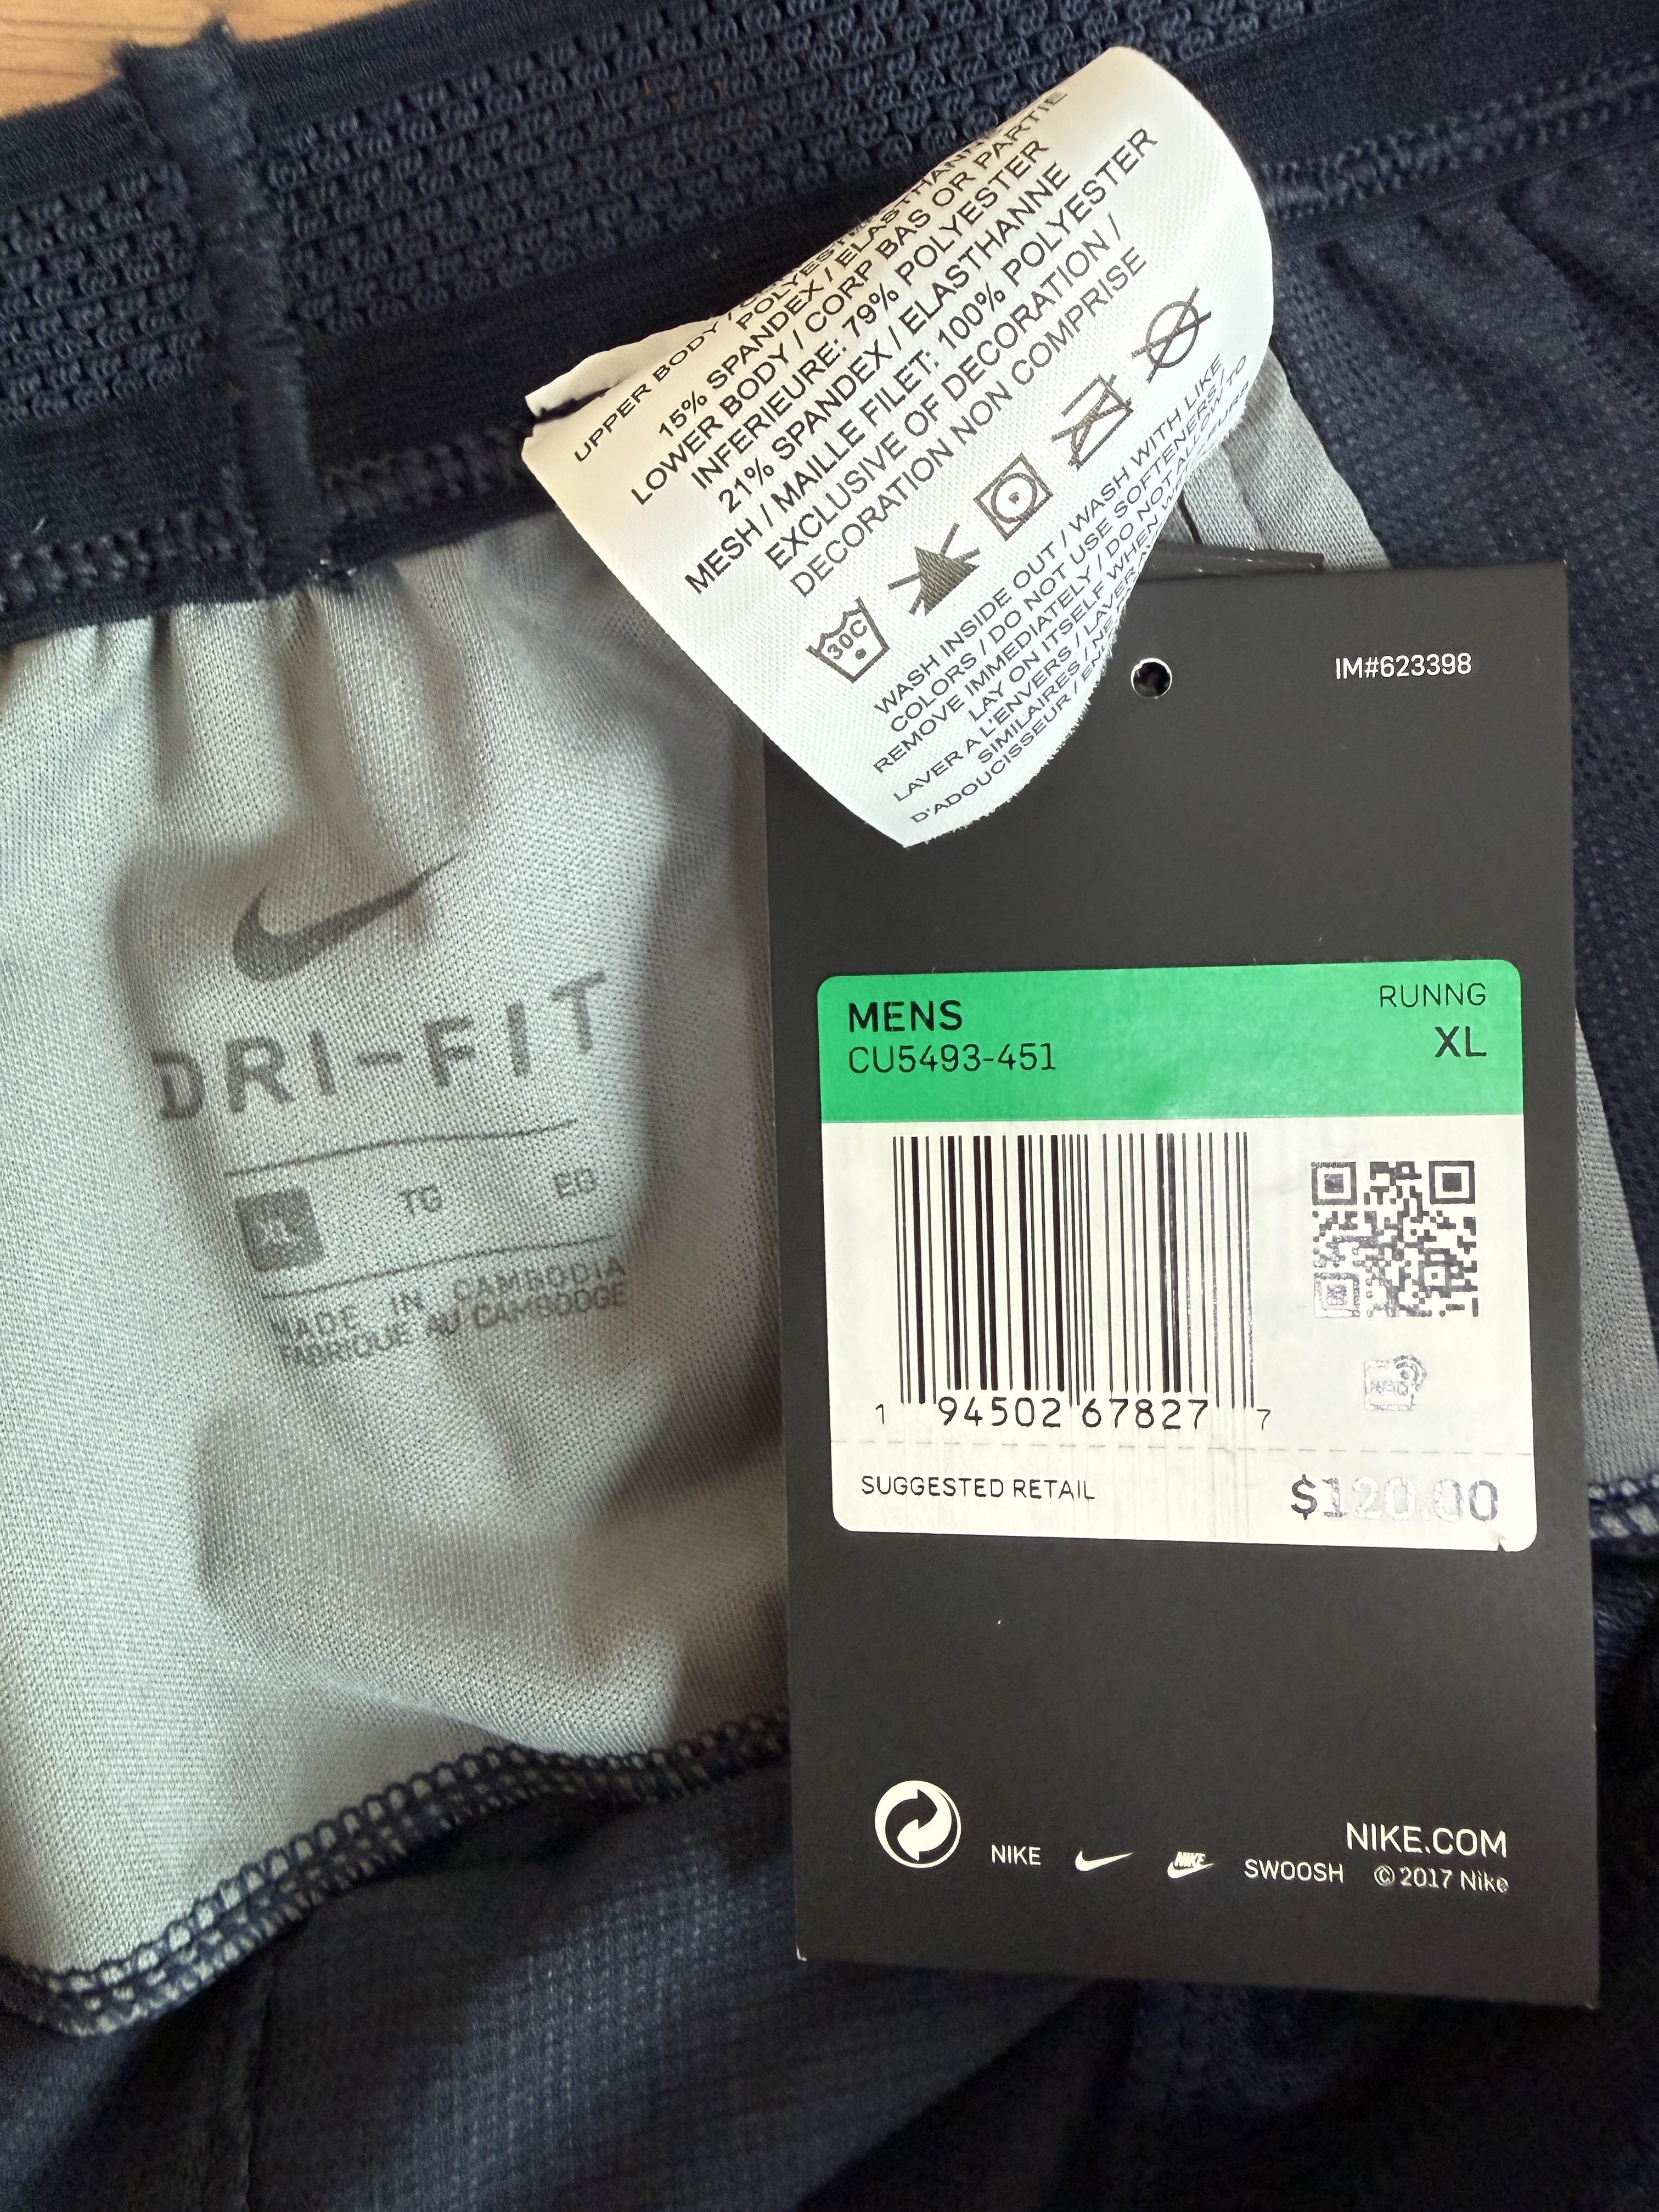 UPPER BODY /
15% SPANDEX / ELASTHANNE
LOWER BODY / CORP BAS OR PARTIE
INFERIEURE: 79% POLYESTER
21% SPANDEX / ELASTHANNE
MESH / MAILLE FILET: 100% POLYESTER
EXCLUSIVE OF DECORATION /
DECORATION NON COMPRISE
30C
WASH INSIDE OUT / WASH WITH LIKE
COLORS / DO NOT USE SOFTENERS /
REMOVE IMMEDIATELY / DO NOT ALLOW TO
LAY ON ITSELF WHEN
LAVER A L'ENVERS / LAVER
SIMILAIRES /
D'ADOUCISSEUR /
IM#623398
DRI-FIT
XL TG EG
MADE IN CAMBODIA
FABRIQUE AU CAMBODGE
MENS RUNNG
CU5493-451 XL
1 94502 67827 7
SUGGESTED RETAIL $120.00
NIKE.COM
NIKE NIKE SWOOSH © 2017 Nike